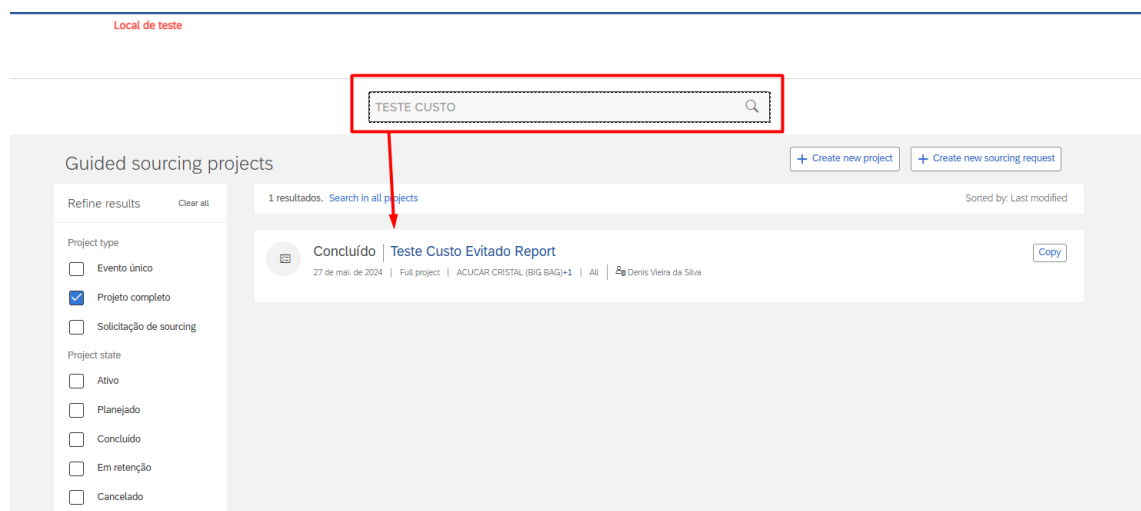 Local de teste
TESTE CUSTO
Guided sourcing projects
+ Create new project
+ Create new sourcing request
Refine results
Clear all
1 resultados. Search in all projects
Sorted by: Last modified
Project type
Evento único
Projeto completo
Solicitação de sourcing
Project state
Ativo
Planejado
Concluído
Em retenção
Cancelado
Concluído | Teste Custo Evitado Report
Copy
27 de mai. de 2024 | Full project | ACUCAR CRISTAL (BIG BAG)+1 | All | Denis Vieira da Silva